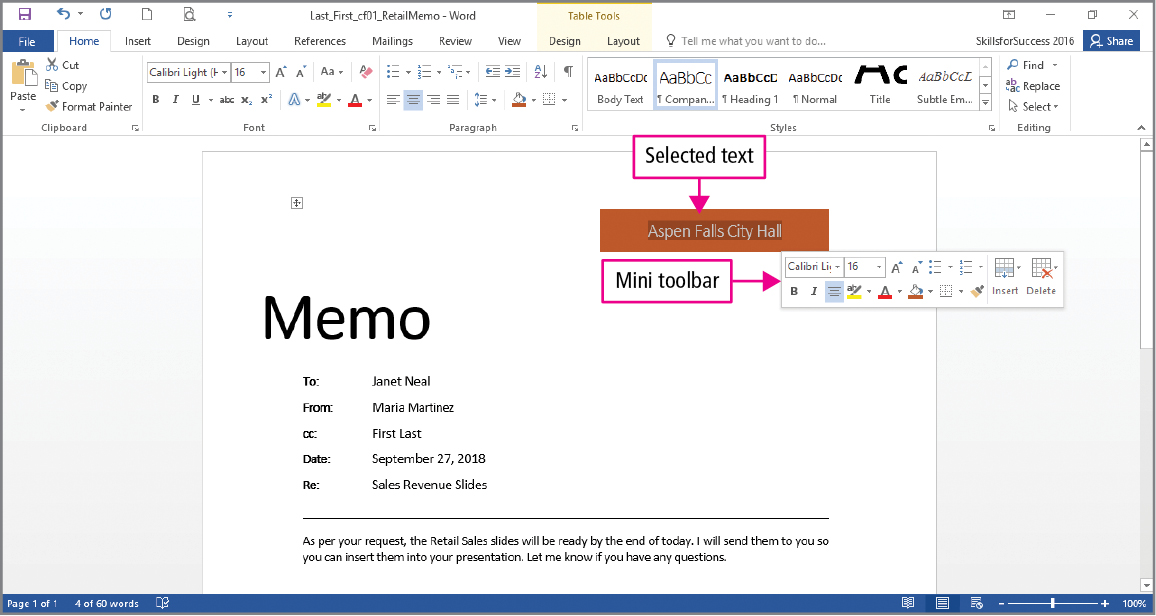 Last_First_cf01_RetailMemo - Word
Table Tools
File Home Insert Design Layout References Mailings Review View Design Layout Tell me what you want to do... SkillsforSuccess 2016 Share
Paste
Cut
Copy
Format Painter
Clipboard
Calibri Light (H 16 Aa
B I U abc x₂ x² A A
Font
Paragraph
AaBbCcDc AaBbCc AaBbCcD AaBbCcDc AaBbCcL
Body Text ¶ Compan... ¶ Heading 1 ¶ Normal Title Subtle Em...
Styles
Find
Replace
Select
Editing
Selected text
Aspen Falls City Hall
Mini toolbar
Calibri Li 16
B I A Insert Delete
Memo
To: Janet Neal
From: Maria Martinez
cc: First Last
Date: September 27, 2018
Re: Sales Revenue Slides
As per your request, the Retail Sales slides will be ready by the end of today. I will send them to you so
you can insert them into your presentation. Let me know if you have any questions.
Page 1 of 1 4 of 60 words 100%